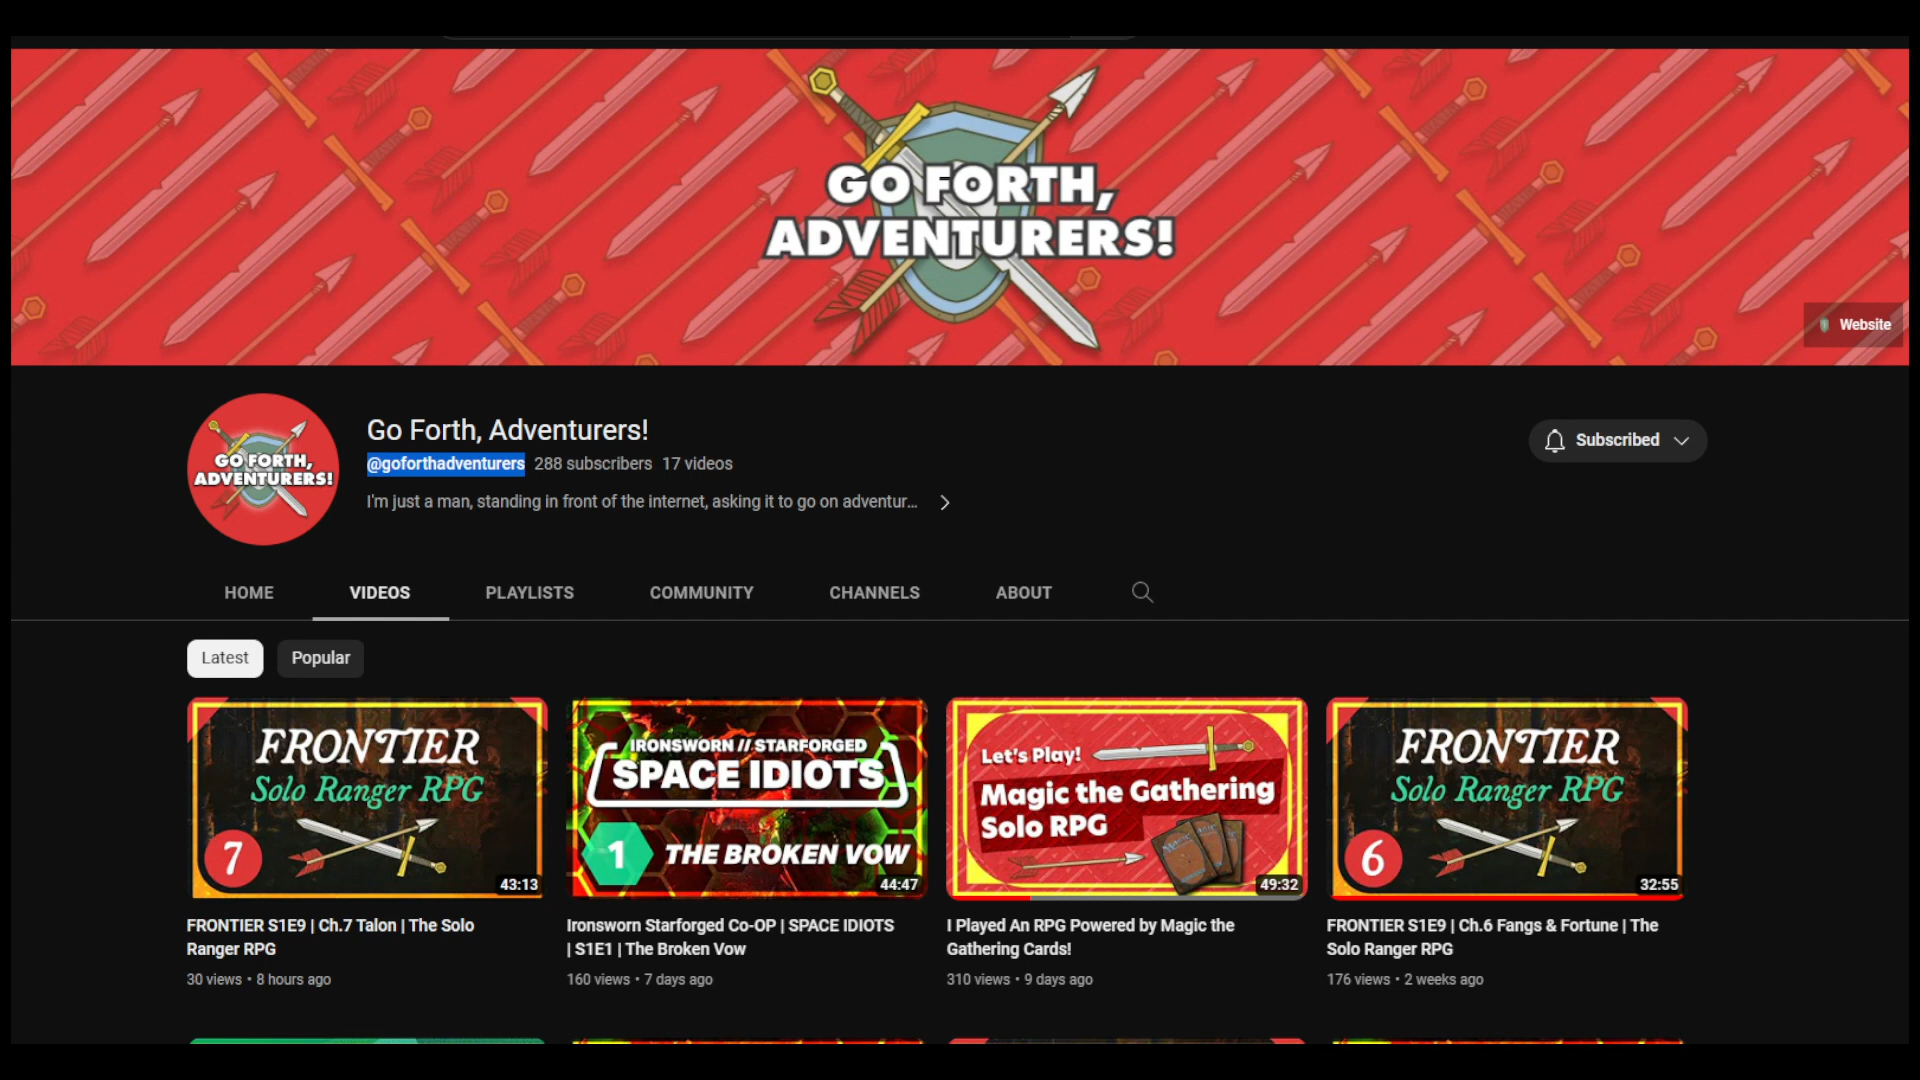 GO FORTH,
ADVENTURERS!
Website
GO FORTH,
ADVENTURERS!
Go Forth, Adventurers!
@goforthadventurers 288 subscribers 17 videos
I'm just a man, standing in front of the internet, asking it to go on adventur...
HOME VIDEOS PLAYLISTS COMMUNITY CHANNELS ABOUT
Latest Popular
FRONTIER
Solo Ranger RPG
7
43:13
IRONSWORN // STARFORGED
SPACE IDIOTS
1 THE BROKEN VOW
44:47
Let's Play!
Magic the Gathering
Solo RPG
49:32
FRONTIER
Solo Ranger RPG
6
32:55
FRONTIER S1E9 | Ch.7 Talon | The Solo
Ranger RPG
30 views • 8 hours ago
Ironsworn Starforged Co-OP | SPACE IDIOTS
| S1E1 | The Broken Vow
160 views • 7 days ago
I Played An RPG Powered by Magic the
Gathering Cards!
310 views • 9 days ago
FRONTIER S1E9 | Ch.6 Fangs & Fortune | The
Solo Ranger RPG
176 views • 2 weeks ago